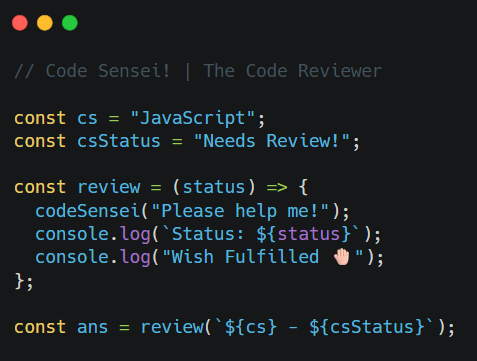 // Code Sensei! | The Code Reviewer
const cs = "JavaScript";
const csStatus = "Needs Review!";
const review = (status) => {
  codeSensei("Please help me!");
  console.log(`Status: ${status}`);
  console.log("Wish Fulfilled 🤚🏻");
};
const ans = review(`${cs} - ${csStatus}`);